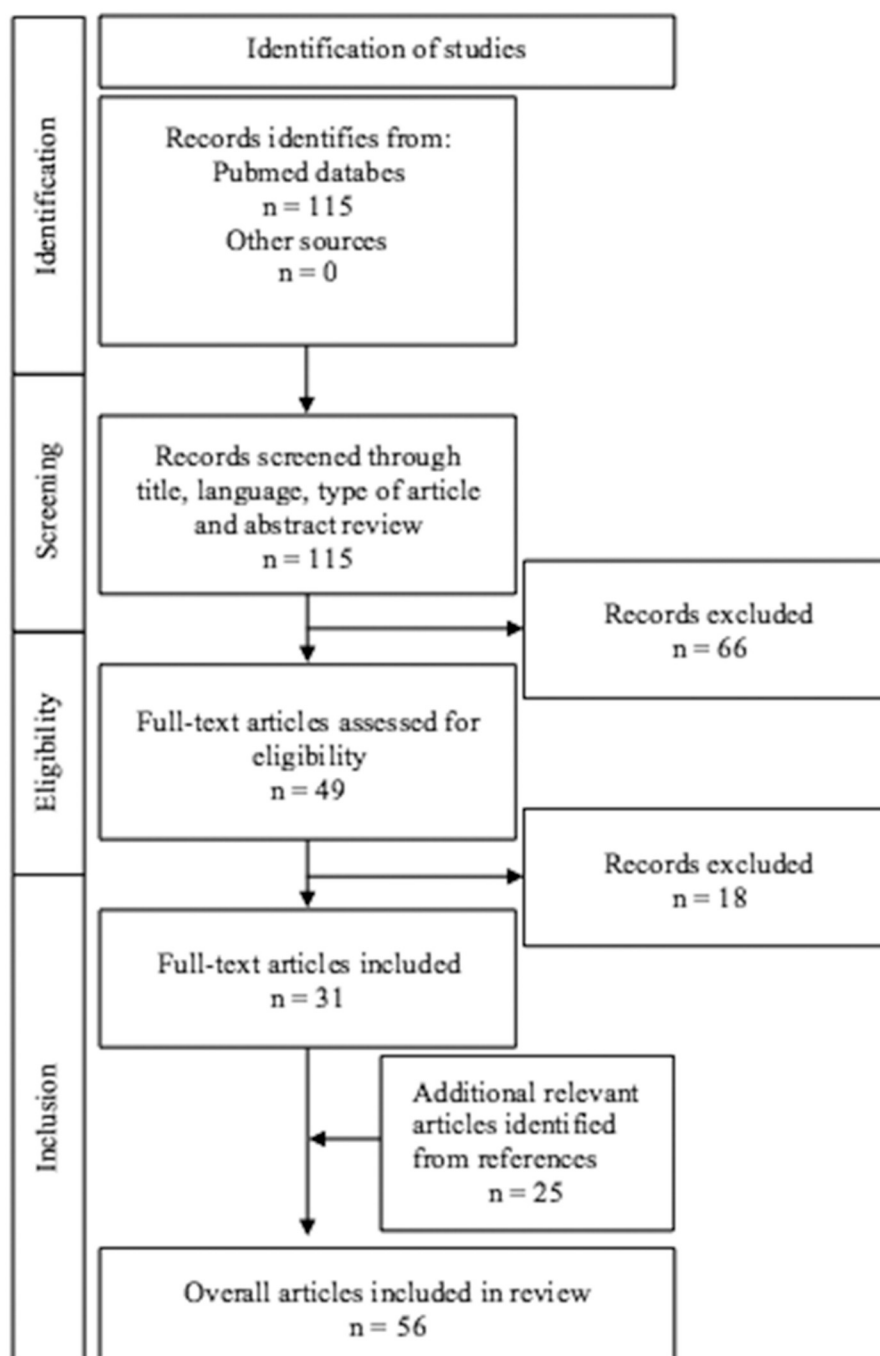 Identification of studies
Identification
Records identifies from:
Pubmed databes
n = 115
Other sources
n = 0
Screening
Records screened through
title, language, type of article
and abstract review
n = 115
Records excluded
n = 66
Eligibility
Full-text articles assessed for
eligibility
n = 49
Records excluded
n = 18
Inclusion
Full-text articles included
n = 31
Additional relevant
articles identified
from references
n = 25
Overall articles included in review
n = 56